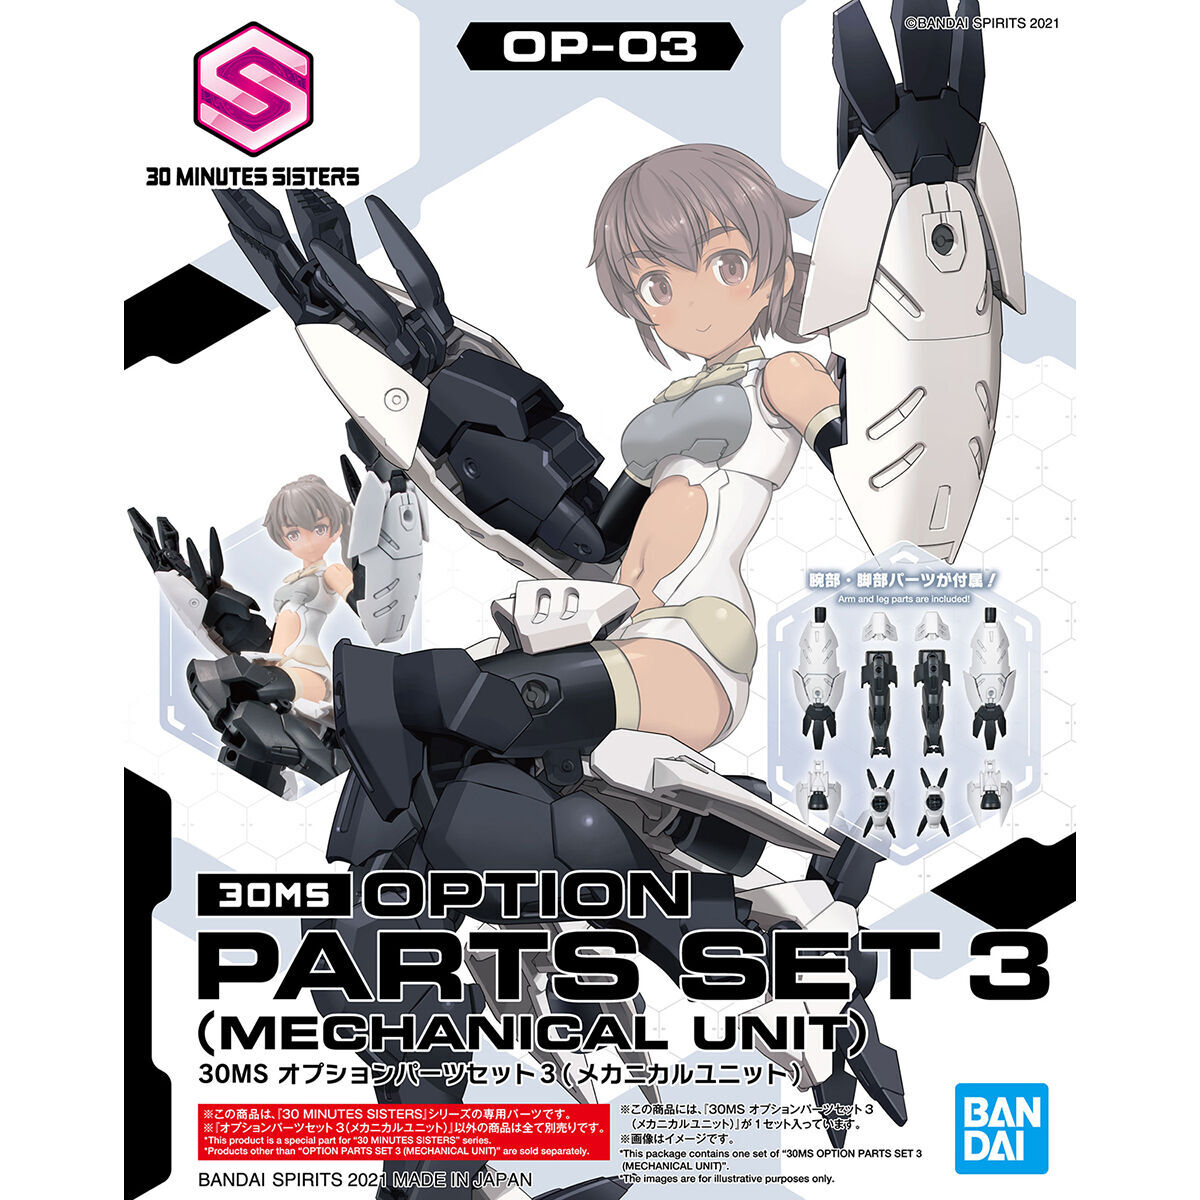 ©BANDAI SPIRITS 2021
OP-03
30 MINUTES SISTERS
腕部・脚部パーツが付属！
Arm and leg parts are included!
30MS OPTION
PARTS SET 3
(MECHANICAL UNIT)
30MS オプションパーツセット3(メカニカルユニット)
※この商品は、『30 MINUTES SISTERS』シリーズの専用パーツです。
※『オプションパーツセット3(メカニカルユニット)』以外の商品は全て別売りです。
*This product is a special part for "30 MINUTES SISTERS" series.
*Products other than "OPTION PARTS SET 3 (MECHANICAL UNIT)" are sold separately.
※この商品には、『30MS オプションパーツセット3
(メカニカルユニット)』が1セット入っています。
※画像はイメージです。
*This package contains one set of "30MS OPTION PARTS SET 3
(MECHANICAL UNIT)".
*The images are for illustrative purposes only.
BANDAI SPIRITS 2021 MADE IN JAPAN
BAN
DAI